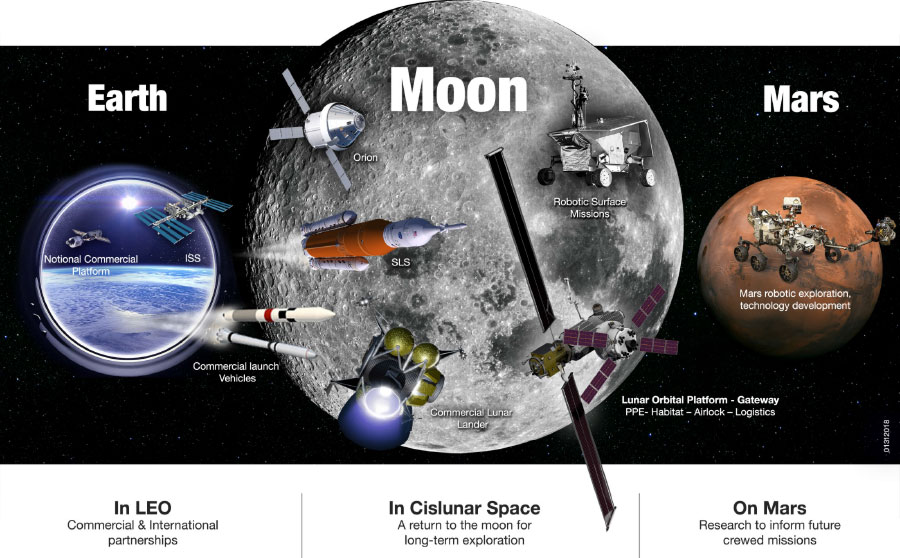 Earth
Moon
Mars
Orion
Robotic Surface
Missions
Notional Commercial
Platform
ISS
SLS
Mars robotic exploration,
technology development
Commercial launch
Vehicles
Commercial Lunar
Lander
Lunar Orbital Platform - Gateway
PPE- Habitat – Airlock – Logistics
01312018
In LEO
Commercial & International
partnerships
In Cislunar Space
A return to the moon for
long-term exploration
On Mars
Research to inform future
crewed missions